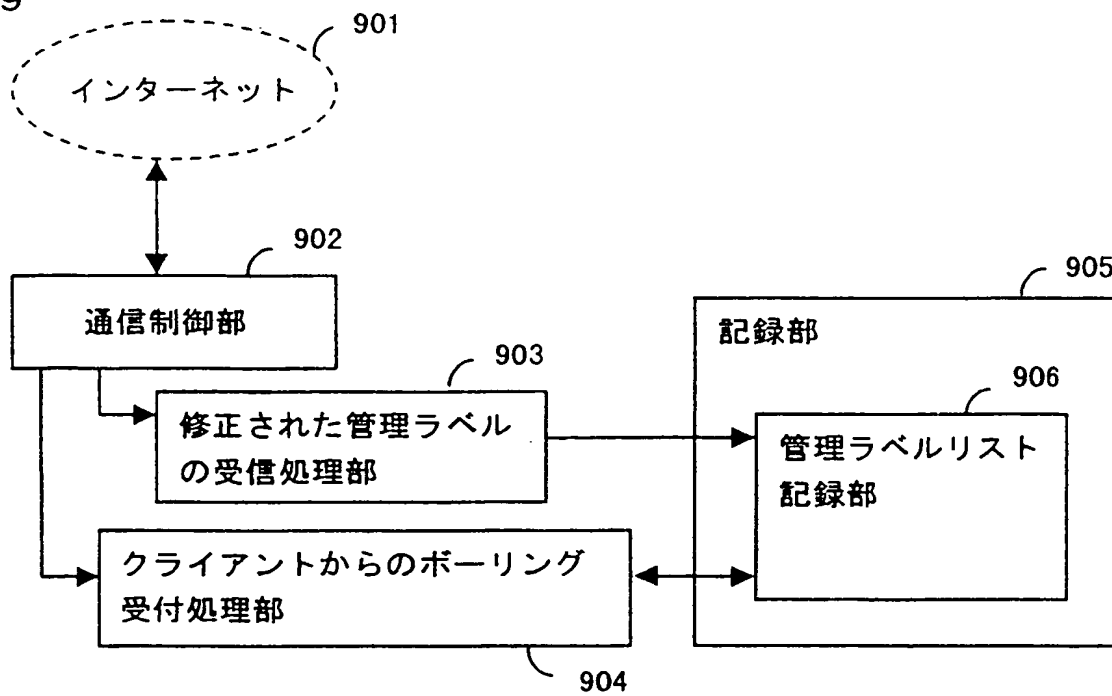 9
901
インターネット
902
通信制御部
905
記録部
903
修正された管理ラベル
の受信処理部
906
管理ラベルリスト
記録部
クライアントからのボーリング
受付処理部
904